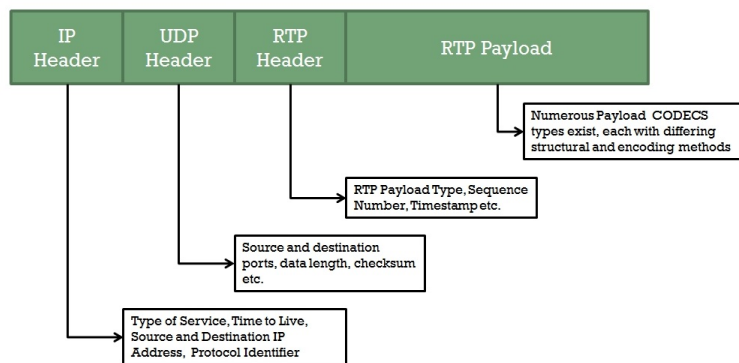 IP
Header
UDP
Header
RTP
Header
RTP Payload
Numerous Payload CODECS
types exist, each with differing
structural and encoding methods
RTP Payload Type, Sequence
Number, Timestamp etc.
Source and destination
ports, data length, checksum
etc.
Type of Service, Time to Live,
Source and Destination IP
Address, Protocol Identifier